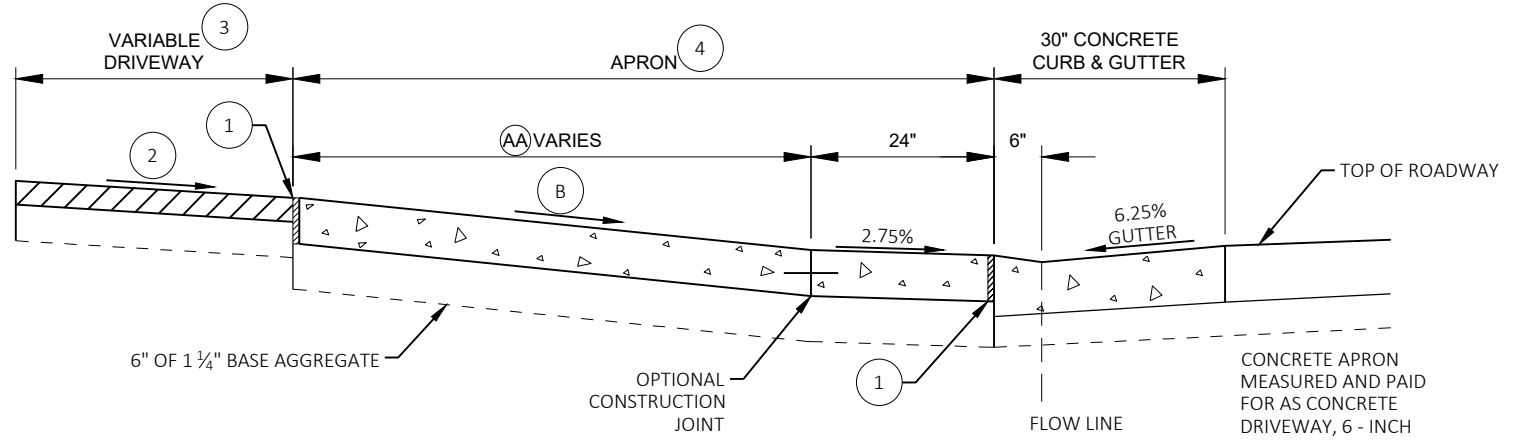 VARIABLE
DRIVEWAY
3
APRON
4
30" CONCRETE
CURB & GUTTER
1
2
AA VARIES
24"
6"
B
TOP OF ROADWAY
2.75%
6.25%
GUTTER
6" OF 1 ¼" BASE AGGREGATE
OPTIONAL
CONSTRUCTION
JOINT
1
FLOW LINE
CONCRETE APRON
MEASURED AND PAID
FOR AS CONCRETE
DRIVEWAY, 6 - INCH